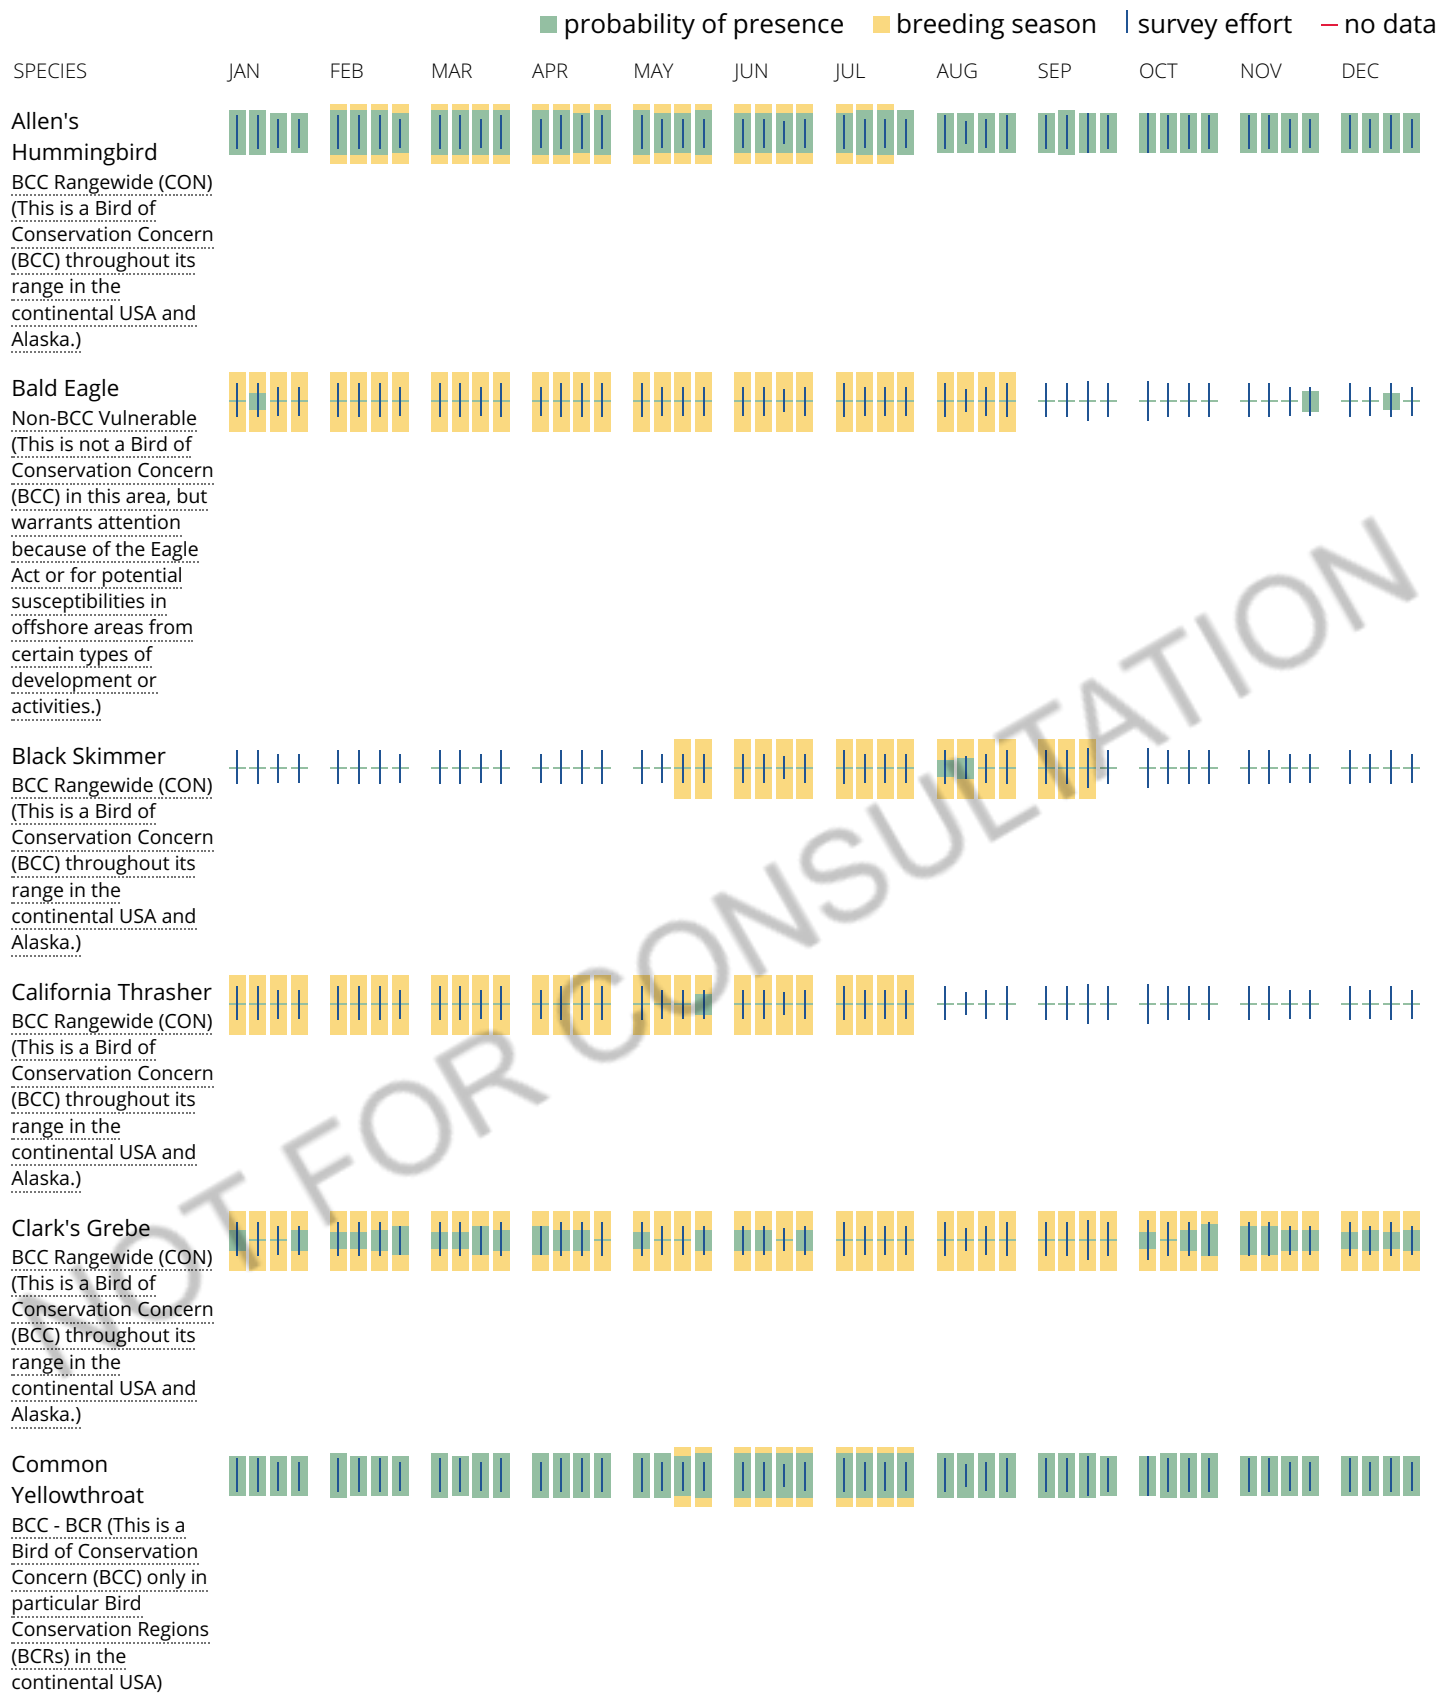 probability of presence breeding season survey effort no data
SPECIES JAN FEB MAR APR MAY JUN JUL AUG SEP OCT NOV DEC
Allen's
Hummingbird
BCC Rangewide (CON)
(This is a Bird of
Conservation Concern
(BCC) throughout its
range in the
continental USA and
Alaska.)
Bald Eagle
Non-BCC Vulnerable
(This is not a Bird of
Conservation Concern
(BCC) in this area, but
warrants attention
because of the Eagle
Act or for potential
susceptibilities in
offshore areas from
certain types of
development or
activities.)
Black Skimmer
BCC Rangewide (CON)
(This is a Bird of
Conservation Concern
(BCC) throughout its
range in the
continental USA and
Alaska.)
California Thrasher
BCC Rangewide (CON)
(This is a Bird of
Conservation Concern
(BCC) throughout its
range in the
continental USA and
Alaska.)
Clark's Grebe
BCC Rangewide (CON)
(This is a Bird of
Conservation Concern
(BCC) throughout its
range in the
continental USA and
Alaska.)
Common
Yellowthroat
BCC - BCR (This is a
Bird of Conservation
Concern (BCC) only in
particular Bird
Conservation Regions
(BCRs) in the
continental USA)
NOT FOR CONSULTATION